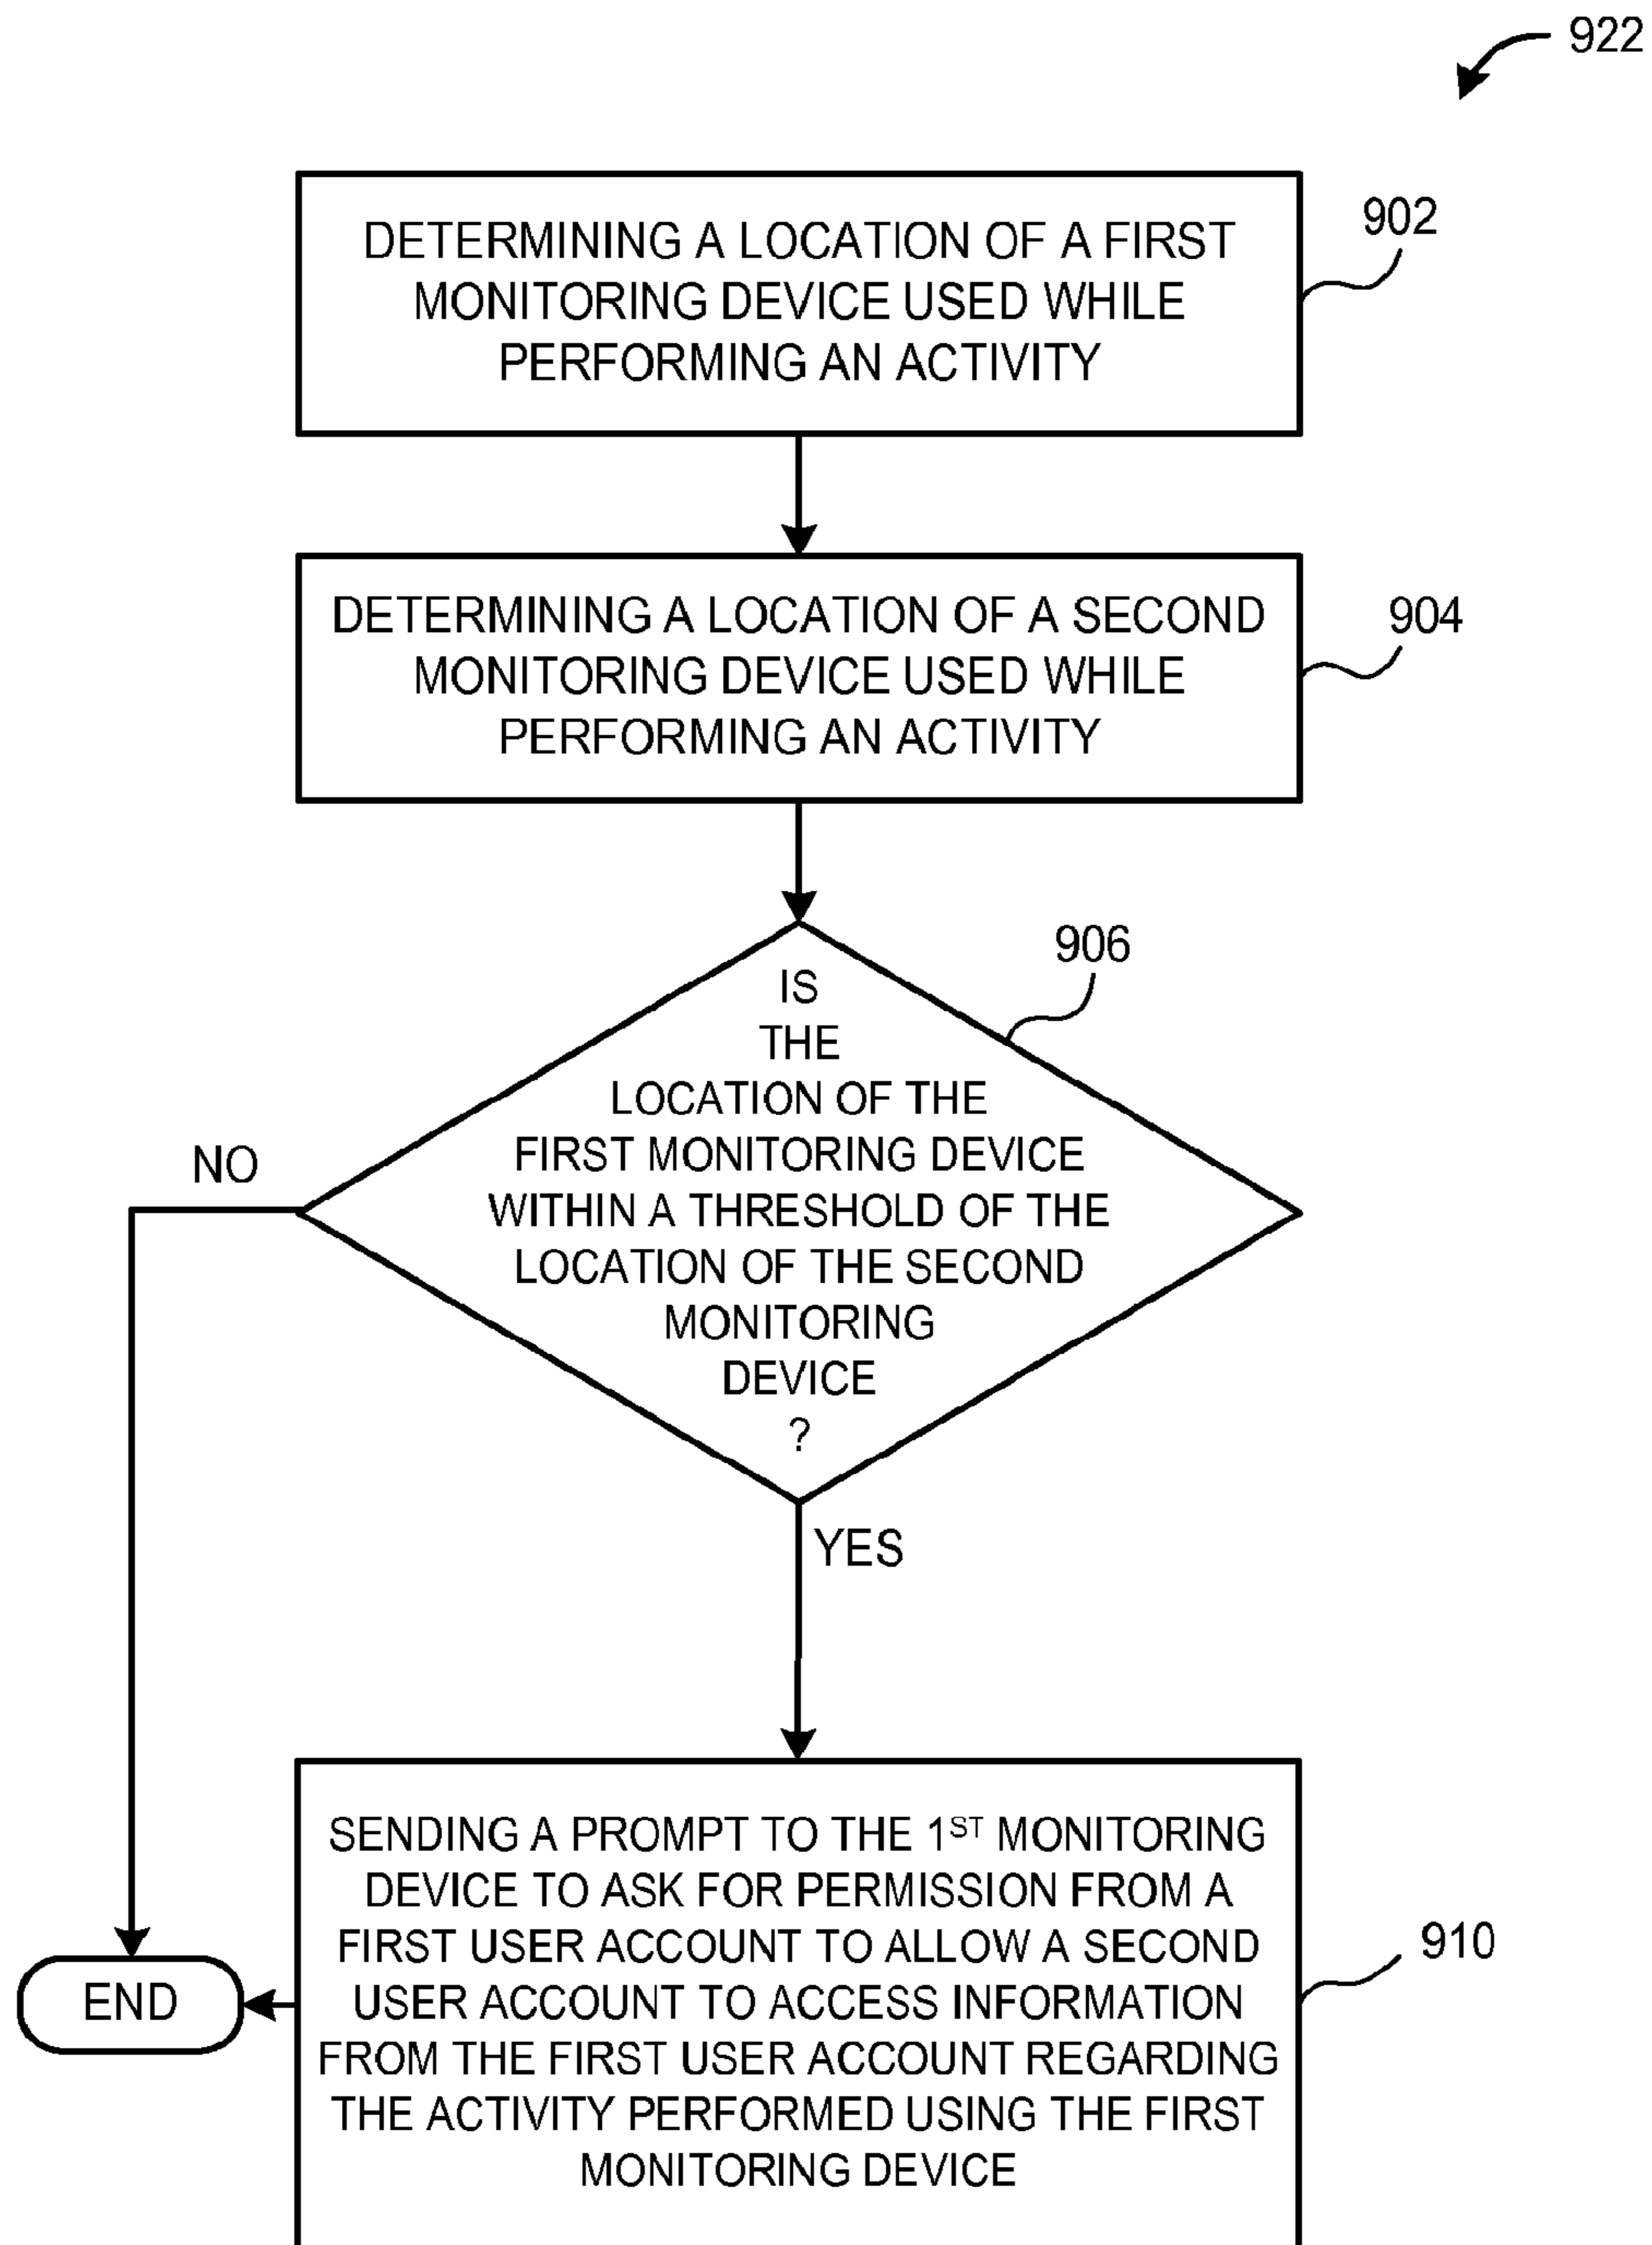 922
DETERMINING A LOCATION OF A FIRST
MONITORING DEVICE USED WHILE
PERFORMING AN ACTIVITY
902
DETERMINING A LOCATION OF A SECOND
MONITORING DEVICE USED WHILE
PERFORMING AN ACTIVITY
904
906
IS
THE
LOCATION OF THE
FIRST MONITORING DEVICE
WITHIN A THRESHOLD OF THE
LOCATION OF THE SECOND
MONITORING
DEVICE
?
NO
YES
SENDING A PROMPT TO THE 1ST MONITORING
DEVICE TO ASK FOR PERMISSION FROM A
FIRST USER ACCOUNT TO ALLOW A SECOND
USER ACCOUNT TO ACCESS INFORMATION
FROM THE FIRST USER ACCOUNT REGARDING
THE ACTIVITY PERFORMED USING THE FIRST
MONITORING DEVICE
910
END